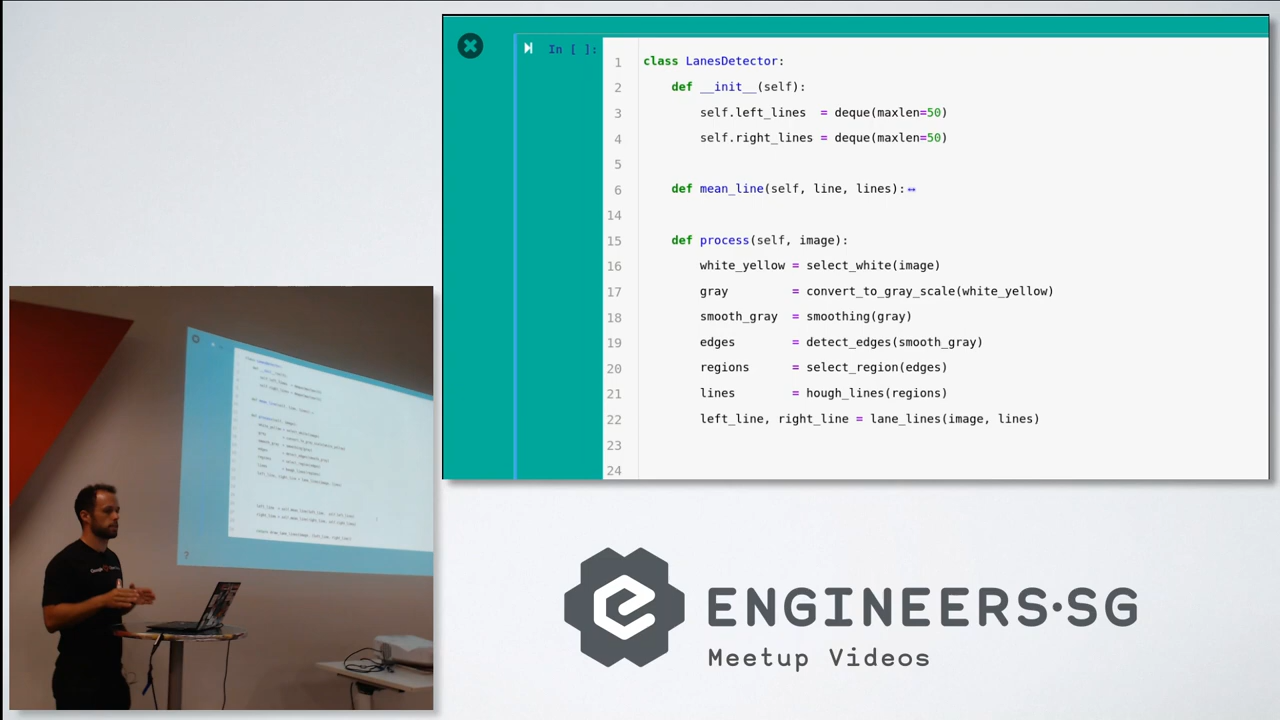 In [ ]:
1 class LanesDetector:
2 def __init__(self):
3 self.left_lines = deque(maxlen=50)
4 self.right_lines = deque(maxlen=50)
5
6 def mean_line(self, line, lines):↔
14
15 def process(self, image):
16 white_yellow = select_white(image)
17 gray = convert_to_gray_scale(white_yellow)
18 smooth_gray = smoothing(gray)
19 edges = detect_edges(smooth_gray)
20 regions = select_region(edges)
21 lines = hough_lines(regions)
22 left_line, right_line = lane_lines(image, lines)
23
24
ENGINEERS·SG
Meetup Videos